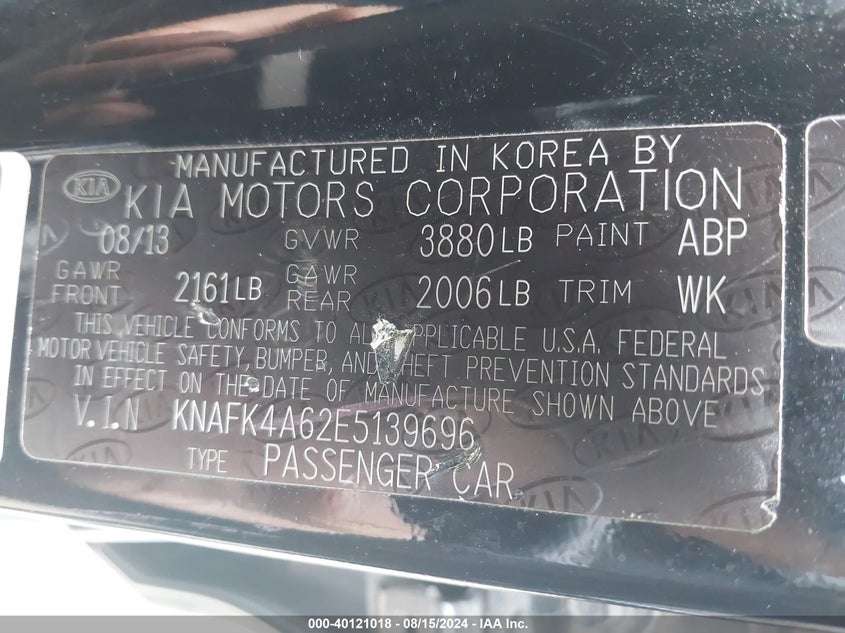 MANUFACTURED IN KOREA BY
KIA KIA MOTORS CORPORATION
08/13 GVWR 3880LB PAINT ABP
GAWR FRONT 2161LB GAWR REAR 2006LB TRIM WK
THIS VEHICLE CONFORMS TO ALL APPLICABLE U.S.A. FEDERAL
MOTOR VEHICLE SAFETY, BUMPER, AND THEFT PREVENTION STANDARDS
IN EFFECT ON THE DATE OF MANUFACTURE SHOWN ABOVE
V.I.N KNAFK4A62E5139696
TYPE PASSENGER CAR
000-40121018 - 08/15/2024 - IAA Inc.